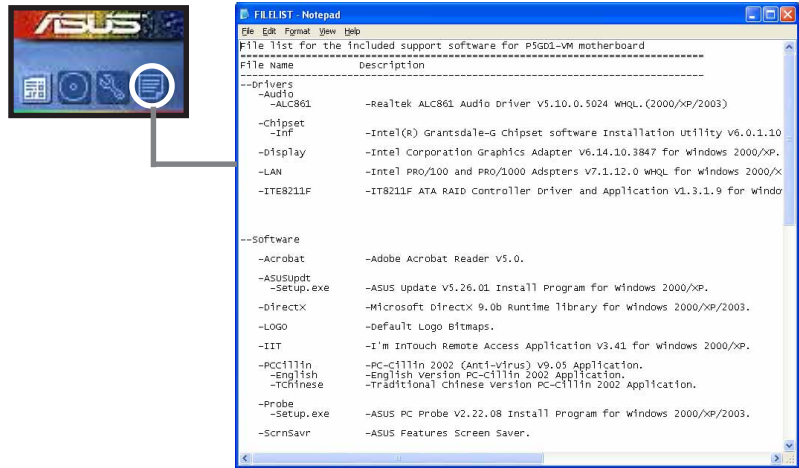 ASUS
FILELIST - Notepad
File Edit Format View Help
File list for the included support software for P5GD1-VM motherboard
================================================================================
File Name Description
--------------------------------------------------------------------------------
--Drivers
-Audio
-ALC861 -Realtek ALC861 Audio Driver V5.10.0.5024 WHQL.(2000/XP/2003)
-Chipset
-Inf -Intel(R) Grantsdale-G Chipset software Installation Utility V6.0.1.10
-Display -Intel Corporation Graphics Adapter V6.14.10.3847 for Windows 2000/XP.
-LAN -Intel PRO/100 and PRO/1000 Adspters V7.1.12.0 WHQL for Windows 2000/X
-ITE8211F -IT8211F ATA RAID Controller Driver and Application V1.3.1.9 for Windo
--Software
-Acrobat -Adobe Acrobat Reader V5.0.
-ASUSUpdt
-Setup.exe -ASUS Update V5.26.01 Install Program for Windows 2000/XP.
-DirectX -Microsoft DirectX 9.0b Runtime library for Windows 2000/XP/2003.
-LOGO -Default Logo Bitmaps.
-IIT -I'm InTouch Remote Access Application V3.41 for Windows 2000/XP.
-PCCillin -PC-Cillin 2002 (Anti-Virus) V9.05 Application.
-English -English Version PC-Cillin 2002 Application.
-TChinese -Traditional Chinese Version PC-Cillin 2002 Application.
-Probe
-Setup.exe -ASUS PC Probe V2.22.08 Install Program for Windows 2000/XP/2003.
-ScrnSavr -ASUS Features Screen Saver.